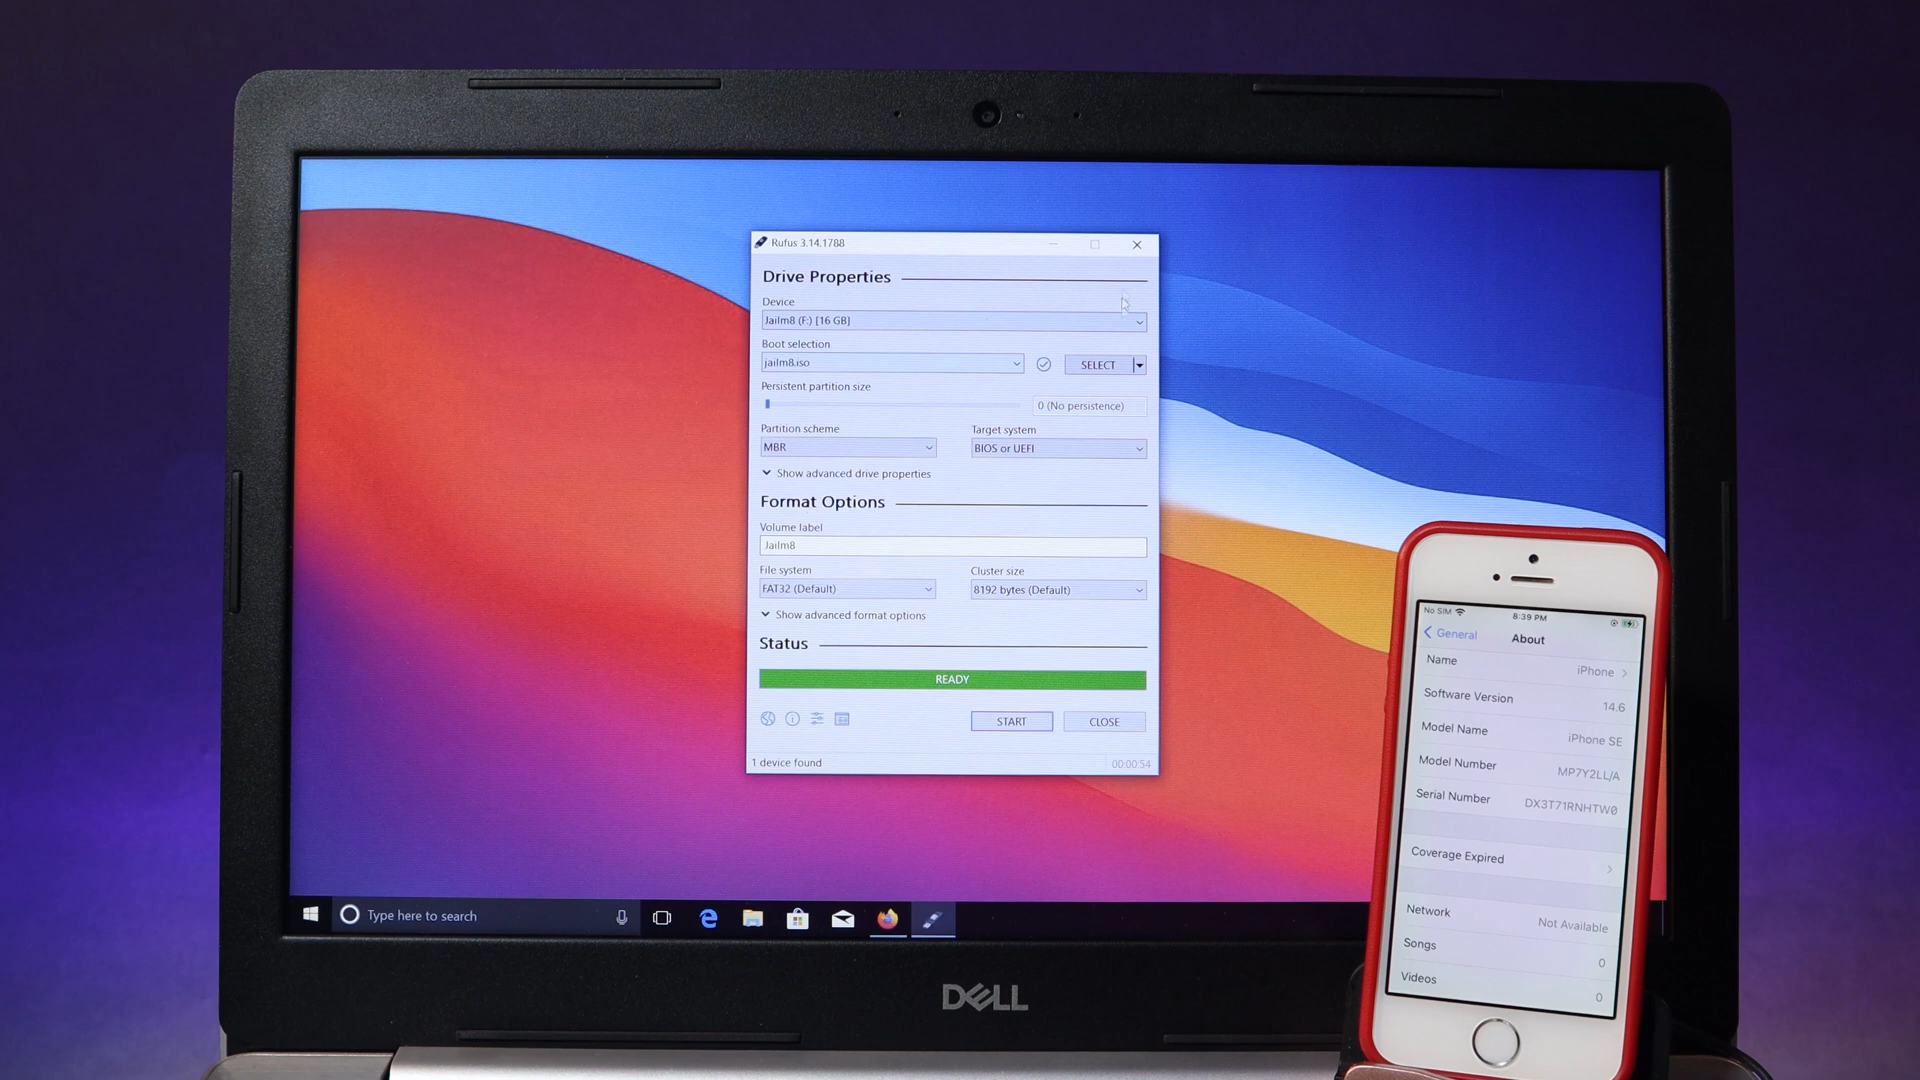 Rufus 3.14.1788
Drive Properties
Device
Jailm8 (F:) [16 GB]
Boot selection
jailm8.iso
SELECT
Persistent partition size
0 (No persistence)
Partition scheme
Target system
MBR
BIOS or UEFI
Show advanced drive properties
Format Options
Volume label
Jailm8
File system
Cluster size
FAT32 (Default)
8192 bytes (Default)
Show advanced format options
Status
READY
START
CLOSE
1 device found
00:00:54
Type here to search
DELL
No SIM
8:39 PM
General
About
Name
iPhone
Software Version
14.6
Model Name
iPhone SE
Model Number
MP7Y2LL/A
Serial Number
DX3T71RNHTW0
Coverage Expired
Network
Not Available
Songs
0
Videos
0